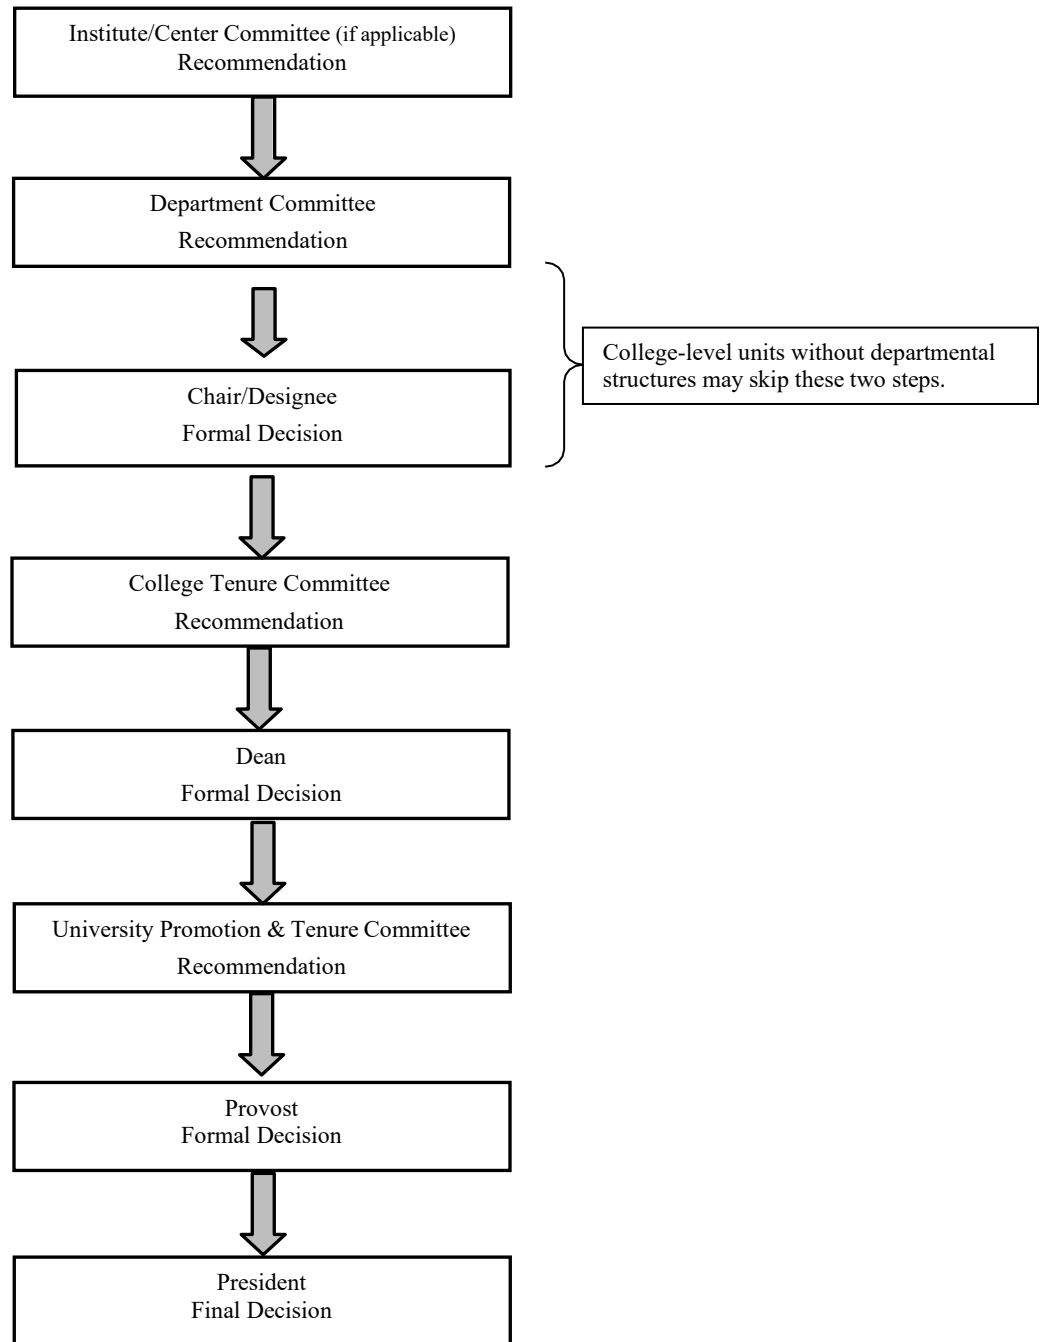 Institute/Center Committee (if applicable)
Recommendation
Department Committee
Recommendation
Chair/Designee
Formal Decision
College-level units without departmental
structures may skip these two steps.
College Tenure Committee
Recommendation
Dean
Formal Decision
University Promotion & Tenure Committee
Recommendation
Provost
Formal Decision
President
Final Decision